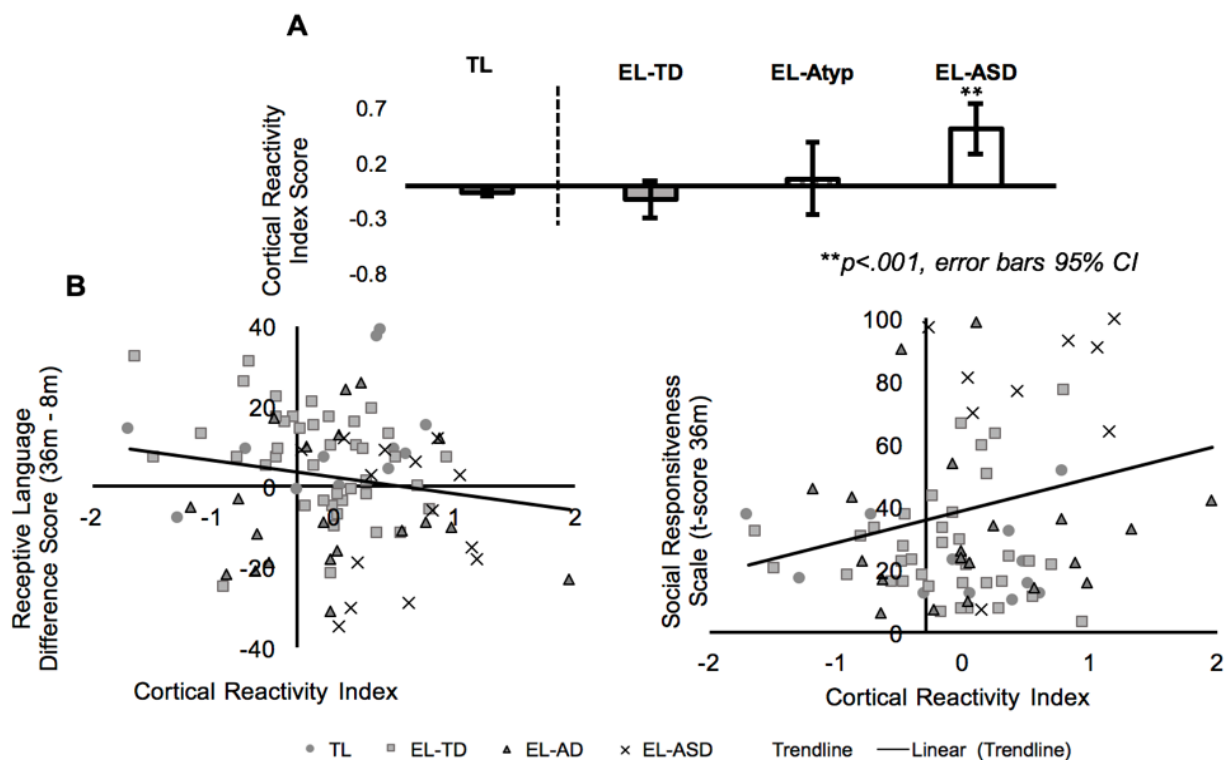 A
TL
EL-TD
EL-Atyp
EL-ASD
**
Cortical Reactivity
Index Score
0.7
0.2
-0.3
-0.8
**p<.001, error bars 95% CI
B
Receptive Language
Difference Score (36m - 8m)
40
20
0
-20
-40
-2
-1
0
1
2
Cortical Reactivity Index
Social Responsiveness
Scale (t-score 36m)
100
80
60
40
20
0
-2
-1
0
1
2
Cortical Reactivity Index
TL EL-TD EL-AD EL-ASD Trendline Linear (Trendline)